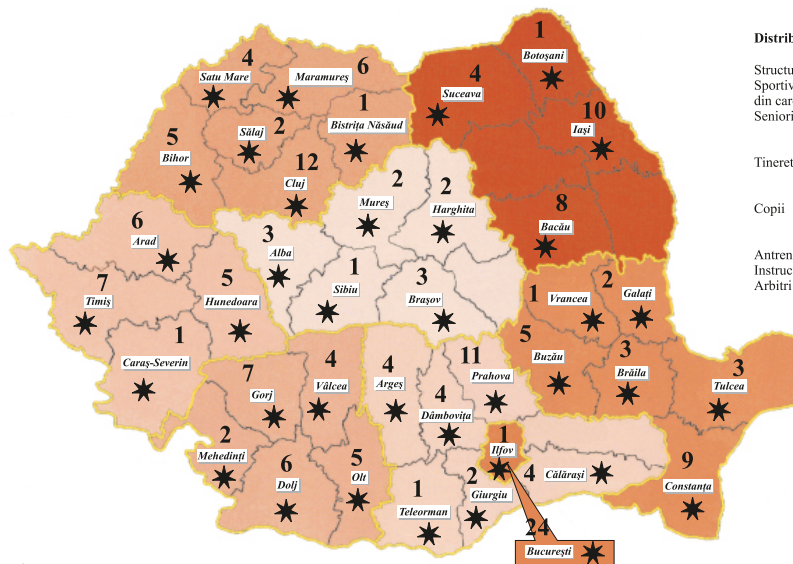 1
Botoșani
4
Satu Mare
6
Maramureș
4
Suceava
1
Bistrița Năsăud
10
Iași
2
Sălaj
5
Bihor
12
Cluj
2
Mureș
2
Harghita
8
Bacău
6
Arad
3
Alba
1
Sibiu
3
Brașov
7
Timiș
5
Hunedoara
1
Vrancea
2
Galați
1
Caraș-Severin
5
Buzău
3
Brăila
3
Tulcea
7
Gorj
4
Vâlcea
4
Argeș
11
Prahova
4
Dâmbovița
2
Mehedinți
6
Dolj
5
Olt
1
Ilfov
4
Călărași
9
Constanța
1
Teleorman
2
Giurgiu
24
București
Distrib
Structu
Sportiv
din car
Seniori
Tineret
Copii
Antren
Instruc
Arbitri